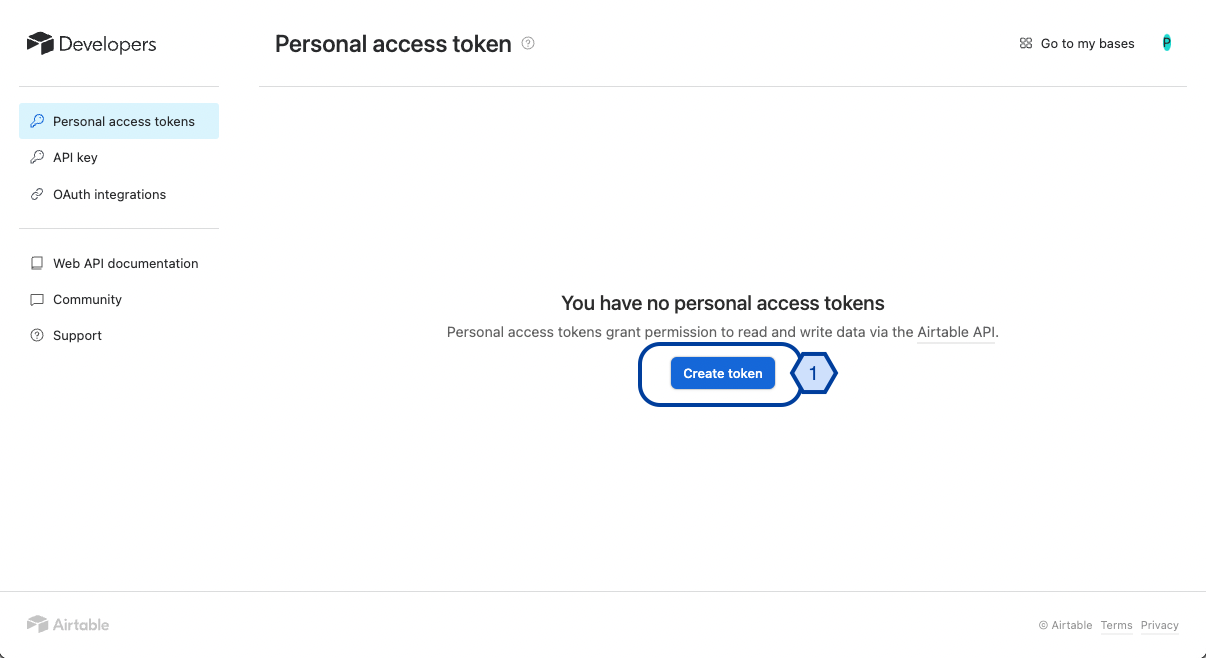 Developers
Personal access token
Go to my bases
P
Personal access tokens
API key
OAuth integrations
Web API documentation
Community
Support
You have no personal access tokens
Personal access tokens grant permission to read and write data via the Airtable API.
Create token
1
Airtable
© Airtable Terms Privacy